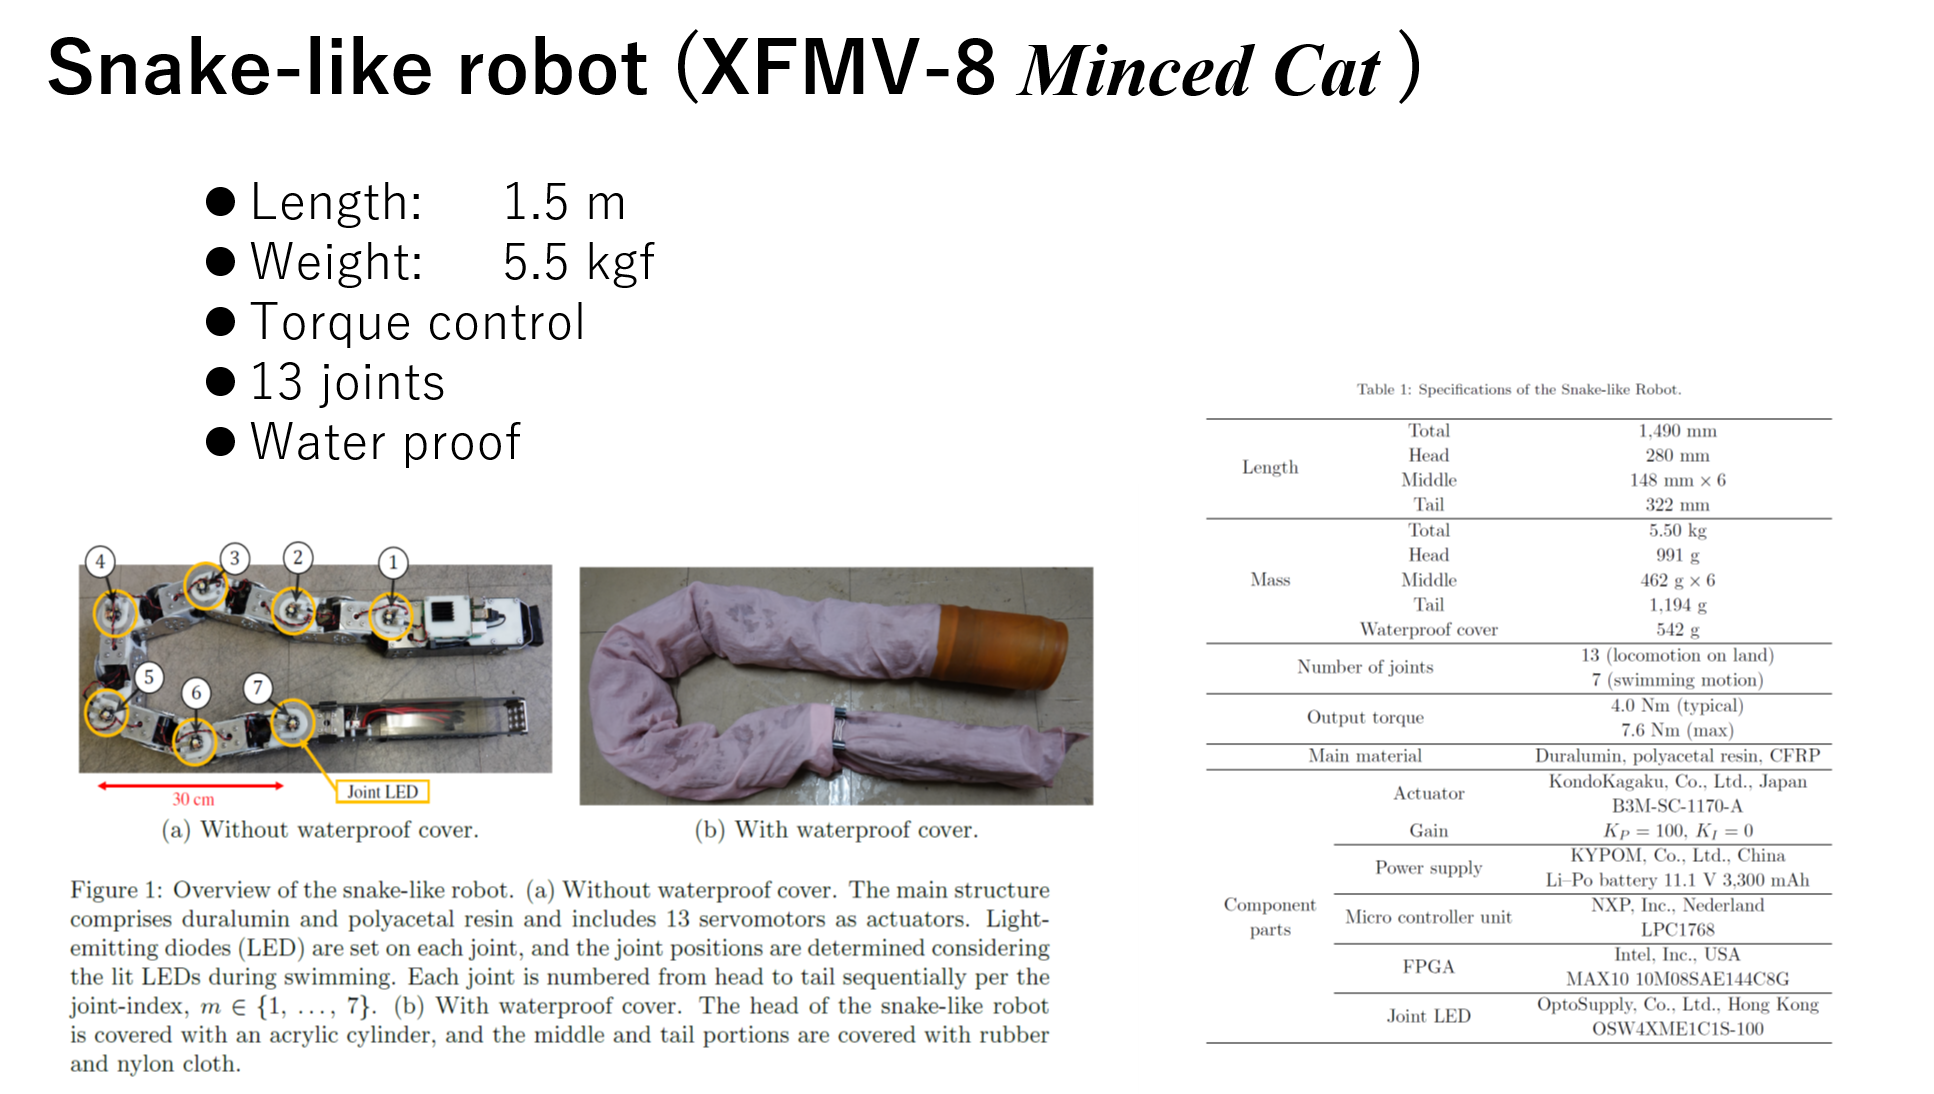 Snake-like robot (XFMV-8 Minced Cat )
● Length: 1.5 m
● Weight: 5.5 kgf
● Torque control
● 13 joints
● Water proof
4
3
2
1
5
6
7
Joint LED
30 cm
(a) Without waterproof cover.
(b) With waterproof cover.
Figure 1: Overview of the snake-like robot. (a) Without waterproof cover. The main structure
comprises duralumin and polyacetal resin and includes 13 servomotors as actuators. Light-
emitting diodes (LED) are set on each joint, and the joint positions are determined considering
the lit LEDs during swimming. Each joint is numbered from head to tail sequentially per the
joint-index, m ∈ {1, ..., 7}. (b) With waterproof cover. The head of the snake-like robot
is covered with an acrylic cylinder, and the middle and tail portions are covered with rubber
and nylon cloth.
Table 1: Specifications of the Snake-like Robot.
Length
Total 1,490 mm
Head 280 mm
Middle 148 mm × 6
Tail 322 mm
Mass
Total 5.50 kg
Head 991 g
Middle 462 g × 6
Tail 1,194 g
Waterproof cover 542 g
Number of joints
13 (locomotion on land)
7 (swimming motion)
Output torque
4.0 Nm (typical)
7.6 Nm (max)
Main material Duralumin, polyacetal resin, CFRP
Component
parts
Actuator
KondoKagaku, Co., Ltd., Japan
B3M-SC-1170-A
Gain KP = 100, KI = 0
Power supply
KYPOM, Co., Ltd., China
Li–Po battery 11.1 V 3,300 mAh
Micro controller unit
NXP, Inc., Nederland
LPC1768
FPGA
Intel, Inc., USA
MAX10 10M08SAE144C8G
Joint LED
OptoSupply, Co., Ltd., Hong Kong
OSW4XME1C1S-100